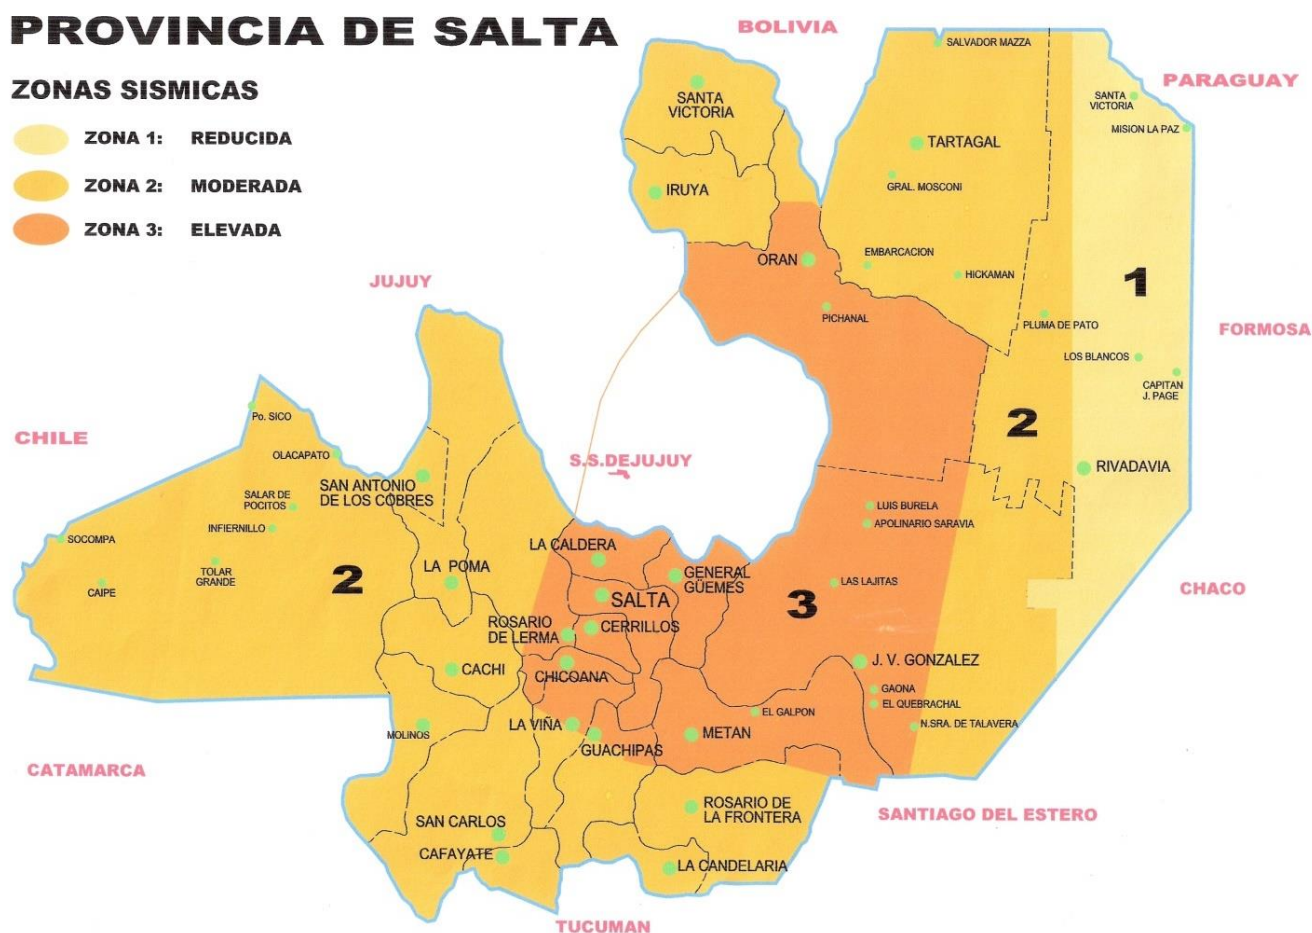 PROVINCIA DE SALTA
ZONAS SISMICAS
ZONA 1: REDUCIDA
ZONA 2: MODERADA
ZONA 3: ELEVADA
BOLIVIA
PARAGUAY
JUJUY
FORMOSA
CHILE
S.S.DEJUJUY
CHACO
CATAMARCA
SANTIAGO DEL ESTERO
TUCUMAN
SALVADOR MAZZA
SANTA
VICTORIA
SANTA
VICTORIA
MISION LA PAZ
TARTAGAL
GRAL. MOSCONI
IRUYA
ORAN
EMBARCACION
HICKAMAN
1
PICHANAL
PLUMA DE PATO
LOS BLANCOS
CAPITAN
J. PAGE
2
RIVADAVIA
Po. SICO
OLACAPATO
SAN ANTONIO
DE LOS COBRES
SALAR DE
POCITOS
INFIERNILLO
SOCOMPA
TOLAR
GRANDE
CAIPE
2
LA POMA
LUIS BURELA
APOLINARIO SARAVIA
LA CALDERA
GENERAL
GÜEMES
LAS LAJITAS
3
SALTA
ROSARIO
DE LERMA
CERRILLOS
CACHI
CHICOANA
J. V. GONZALEZ
GAONA
EL QUEBRACHAL
EL GALPON
N.SRA. DE TALAVERA
MOLINOS
LA VIÑA
GUACHIPAS
METAN
ROSARIO DE
LA FRONTERA
SAN CARLOS
CAFAYATE
LA CANDELARIA